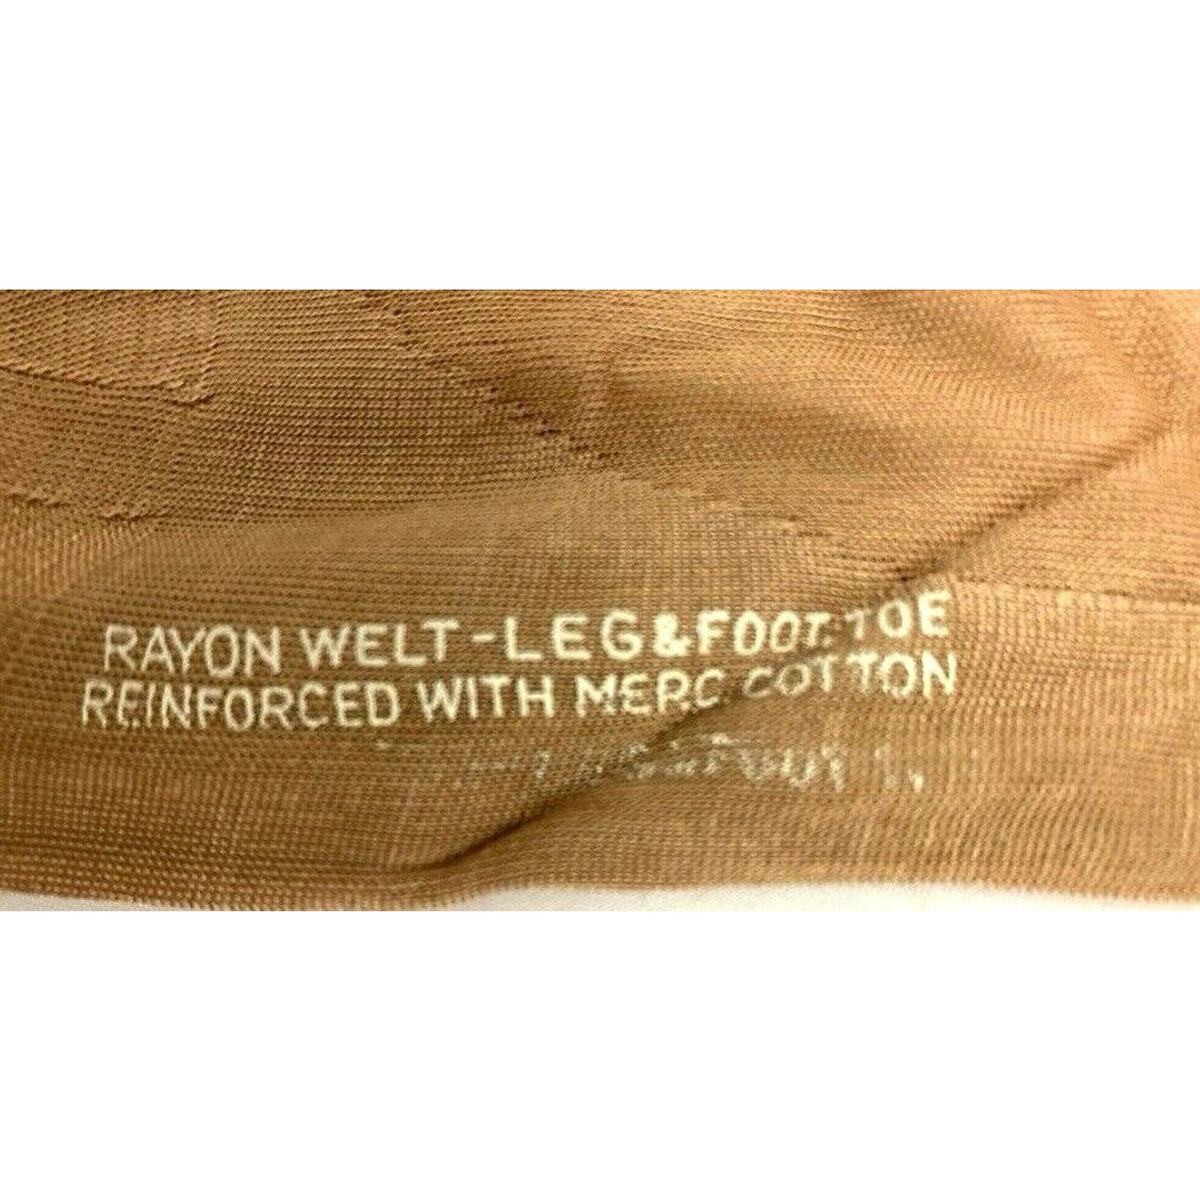 RAYON WELT-LEG & FOOT. TOE
REINFORCED WITH MERC COTTON